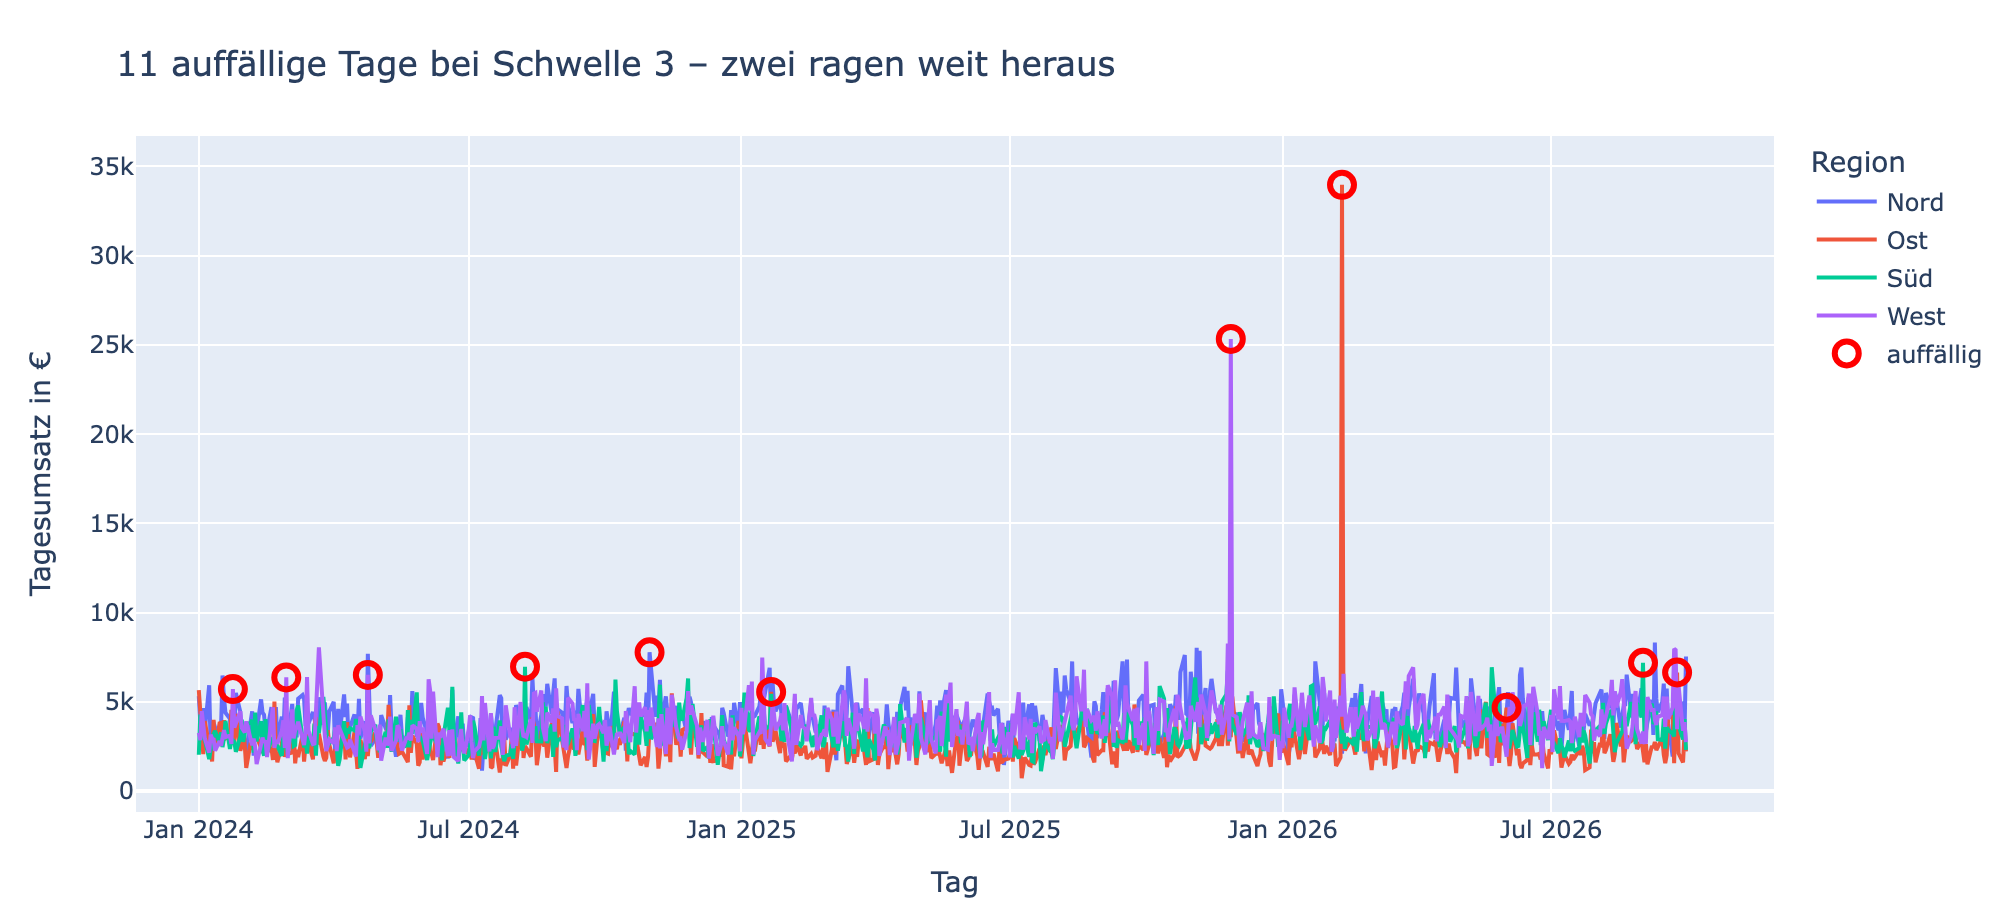 11 auffällige Tage bei Schwelle 3 – zwei ragen weit heraus
Region
Nord
Ost
Süd
West
auffällig
Tagesumsatz in €
35k
30k
25k
20k
15k
10k
5k
0
Jan 2024
Jul 2024
Jan 2025
Jul 2025
Jan 2026
Jul 2026
Tag